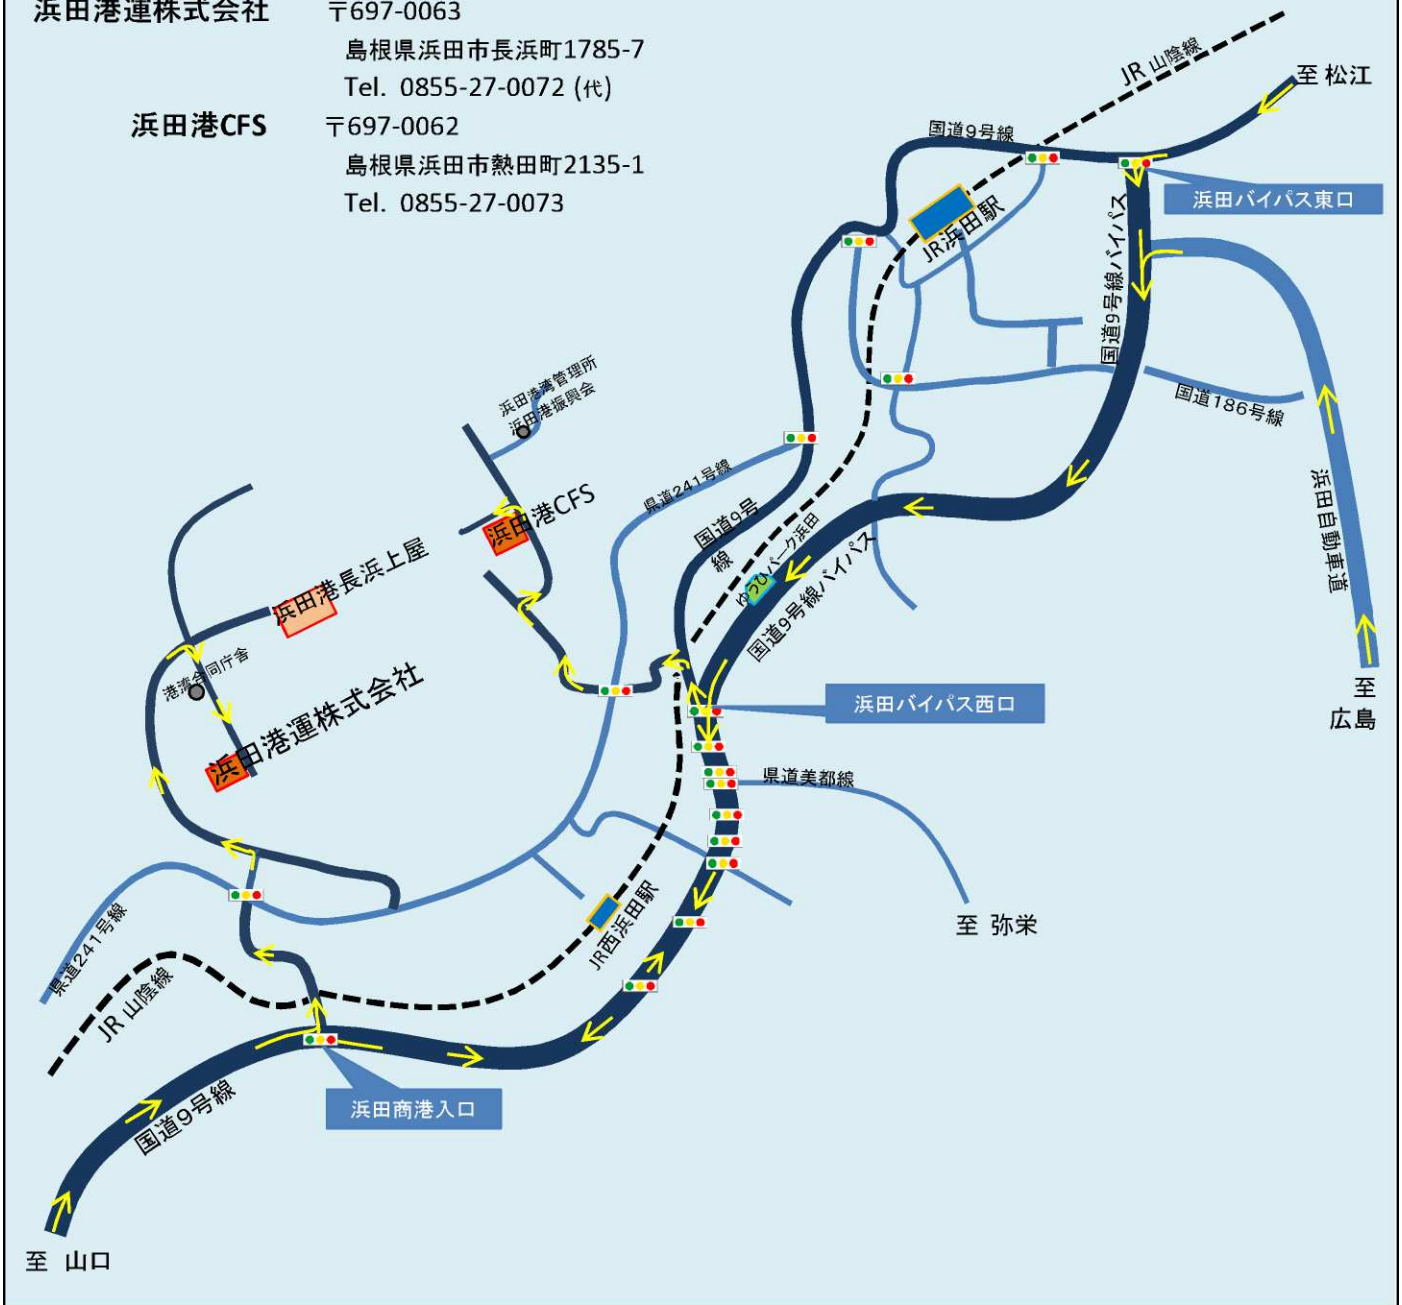 浜田港運株式会社 〒697-0063
島根県浜田市長浜町1785-7
Tel. 0855-27-0072 (代)
浜田港CFS 〒697-0062
島根県浜田市熱田町2135-1
Tel. 0855-27-0073
JR 山陰線
至 松江
国道9号線
浜田バイパス東口
JR浜田駅
国道9号線バイパス
国道186号線
浜田港湾管理所
浜田港振興会
県道241号線
浜田自動車道
浜田港CFS
国道9号
線
ゆうひパーク浜田
国道9号線バイパス
浜田港長浜上屋
港湾合同庁舎
浜田港運株式会社
至
広島
浜田バイパス西口
県道美都線
至 弥栄
JR西浜田駅
県道241号線
JR 山陰線
浜田商港入口
国道9号線
至 山口